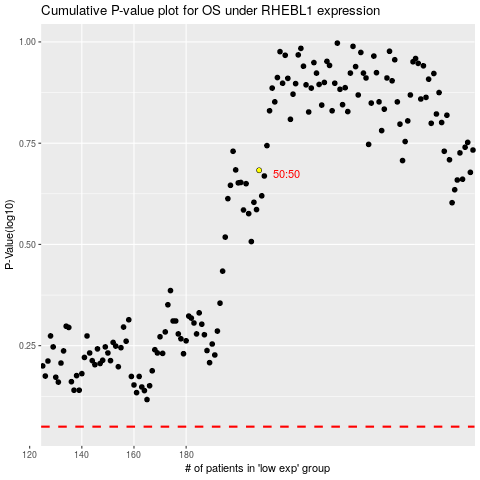 Cumulative P-value plot for OS under RHEBL1 expression
1.00
0.75
0.50
0.25
P-Value(log10)
50:50
120 140 160 180
# of patients in 'low exp' group